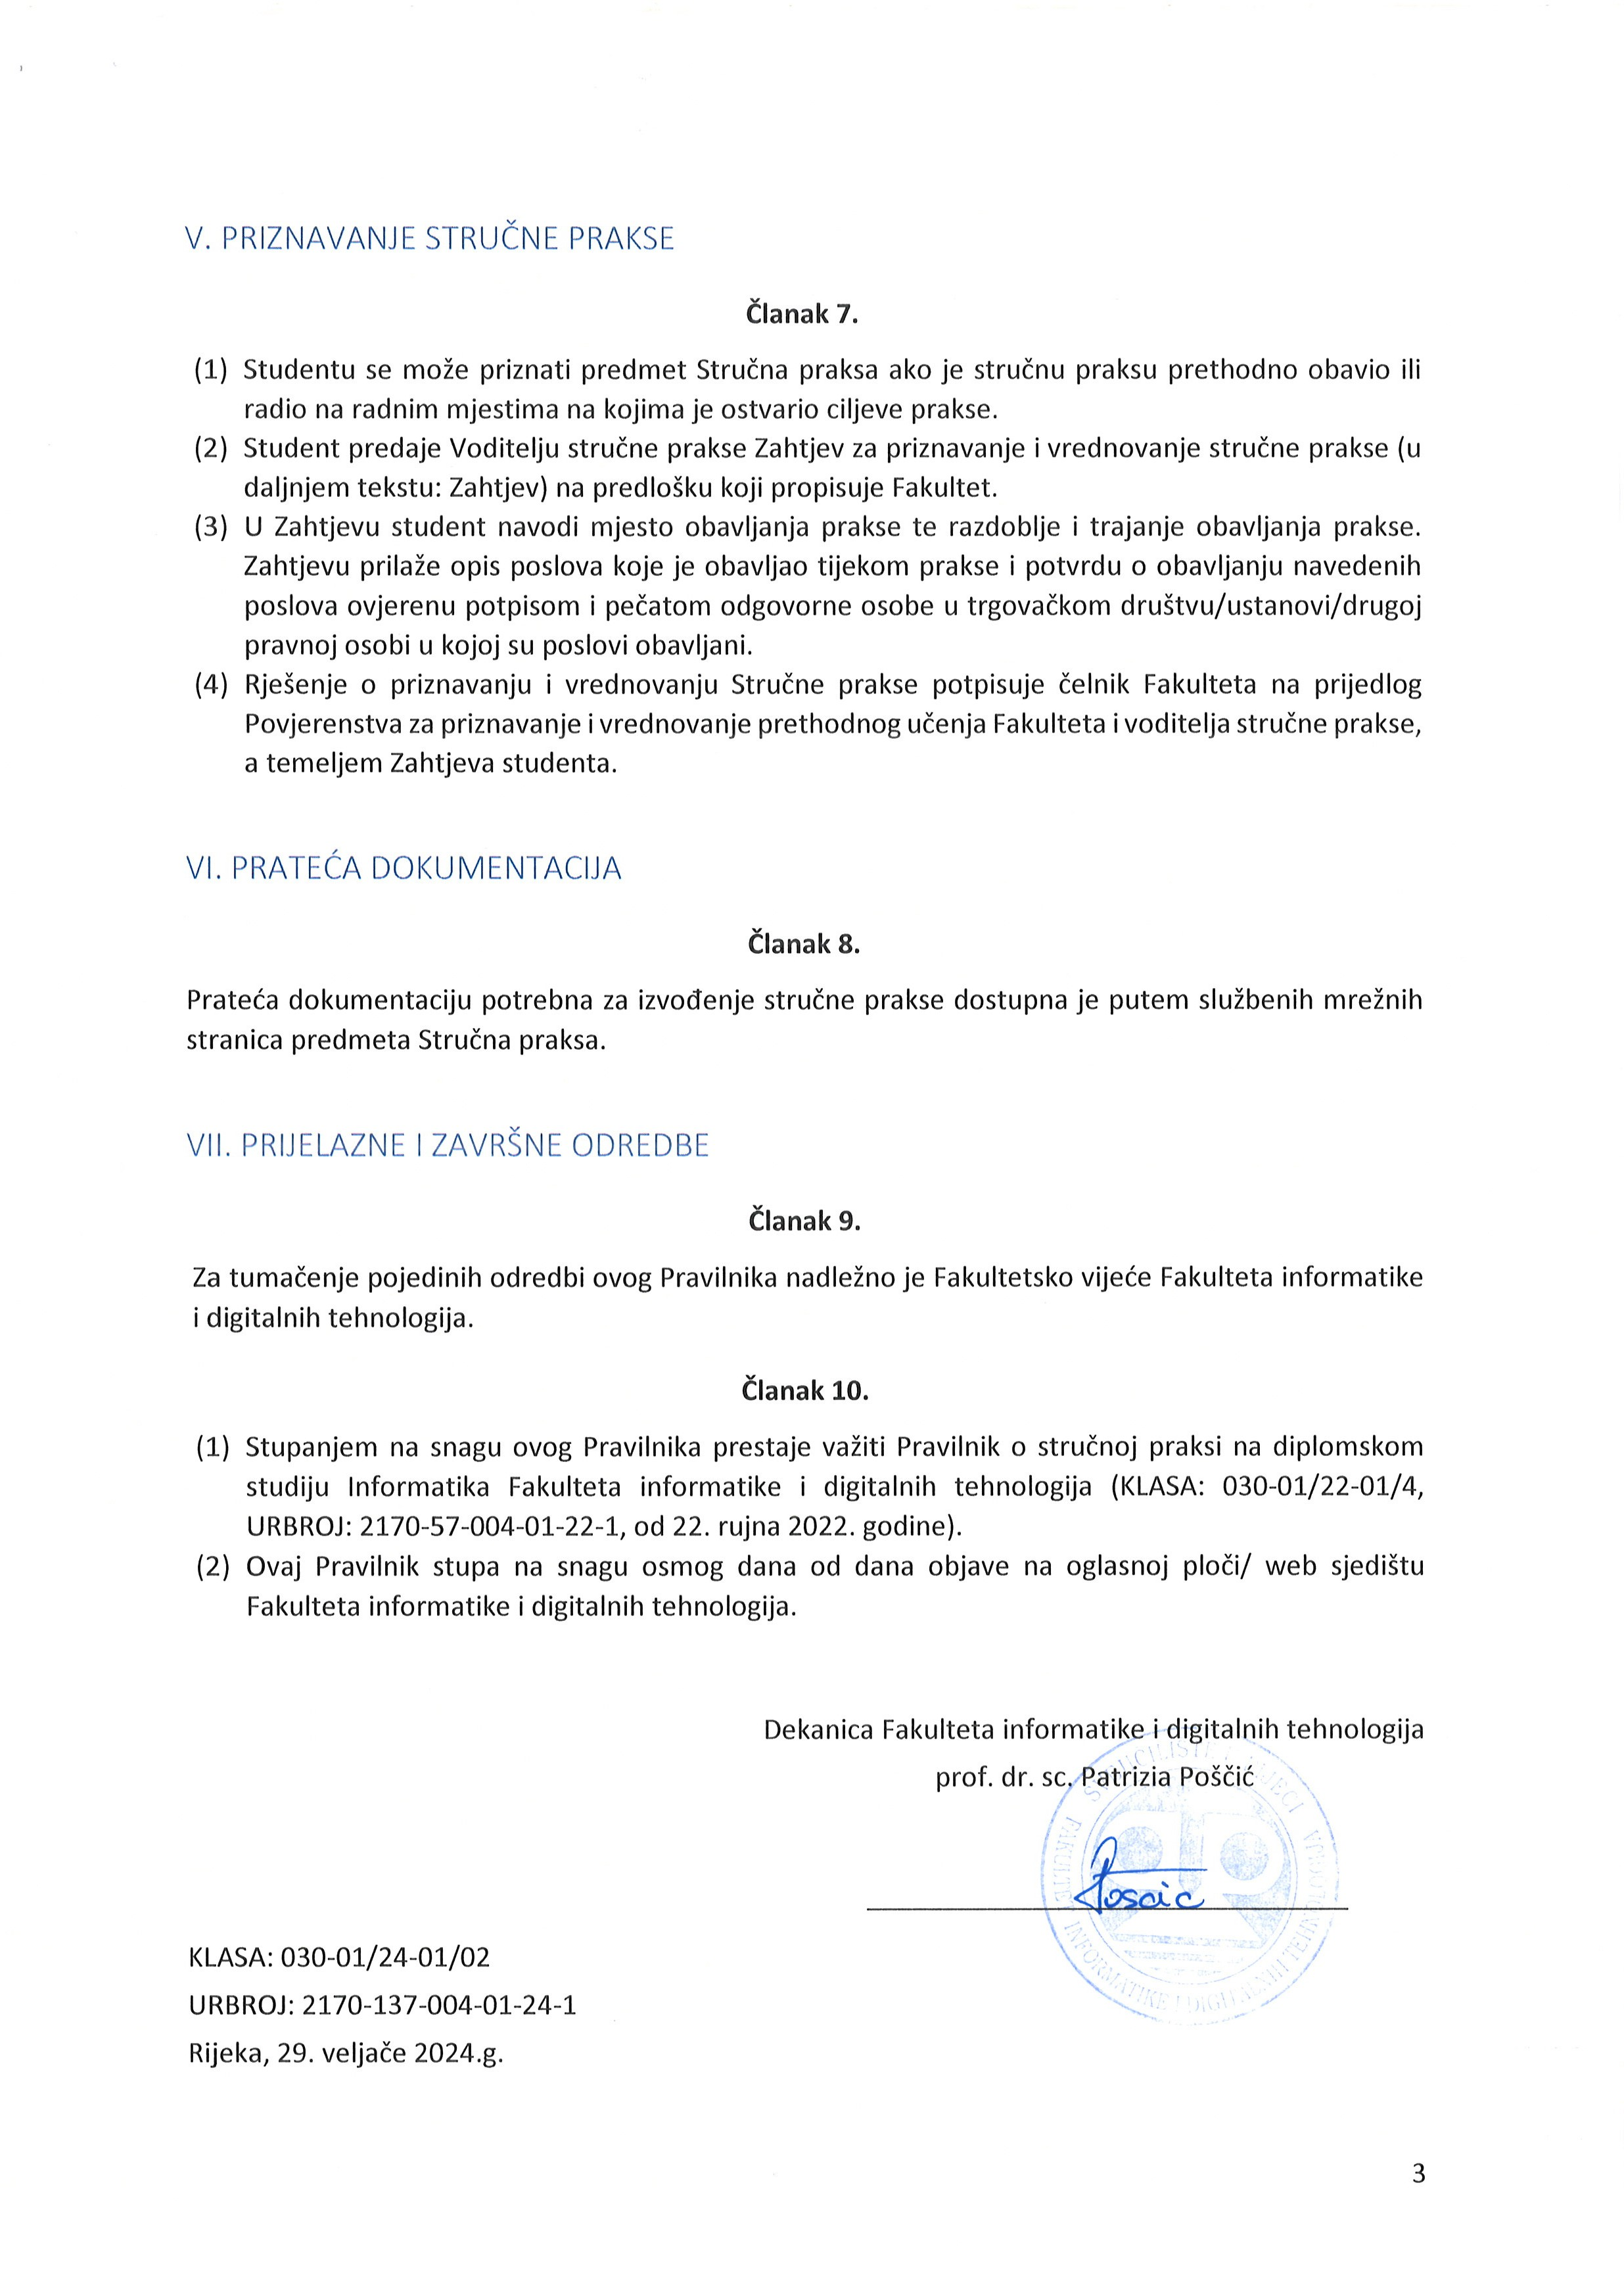 V. PRIZNAVANJE STRUČNE PRAKSE
Članak 7.
(1) Studentu se može priznati predmet Stručna praksa ako je stručnu praksu prethodno obavio ili
radio na radnim mjestima na kojima je ostvario ciljeve prakse.
(2) Student predaje Voditelju stručne prakse Zahtjev za priznavanje i vrednovanje stručne prakse (u
daljnjem tekstu: Zahtjev) na predlošku koji propisuje Fakultet.
(3) U Zahtjevu student navodi mjesto obavljanja prakse te razdoblje i trajanje obavljanja prakse.
Zahtjevu prilaže opis poslova koje je obavljao tijekom prakse i potvrdu o obavljanju navedenih
poslova ovjerenu potpisom i pečatom odgovorne osobe u trgovačkom društvu/ustanovi/drugoj
pravnoj osobi u kojoj su poslovi obavljani.
(4) Rješenje o priznavanju i vrednovanju Stručne prakse potpisuje čelnik Fakulteta na prijedlog
Povjerenstva za priznavanje i vrednovanje prethodnog učenja Fakulteta i voditelja stručne prakse,
a temeljem Zahtjeva studenta.
VI. PRATEĆA DOKUMENTACIJA
Članak 8.
Prateća dokumentaciju potrebna za izvođenje stručne prakse dostupna je putem službenih mrežnih
stranica predmeta Stručna praksa.
VII. PRIJELAZNE I ZAVRŠNE ODREDBE
Članak 9.
Za tumačenje pojedinih odredbi ovog Pravilnika nadležno je Fakultetsko vijeće Fakulteta informatike
i digitalnih tehnologija.
Članak 10.
(1) Stupanjem na snagu ovog Pravilnika prestaje važiti Pravilnik o stručnoj praksi na diplomskom
studiju Informatika Fakulteta informatike i digitalnih tehnologija (KLASA: 030-01/22-01/4,
URBROJ: 2170-57-004-01-22-1, od 22. rujna 2022. godine).
(2) Ovaj Pravilnik stupa na snagu osmog dana od dana objave na oglasnoj ploči/ web sjedištu
Fakulteta informatike i digitalnih tehnologija.
Dekanica Fakulteta informatike i digitalnih tehnologija
prof. dr. sc. Patrizia Poščić
KLASA: 030-01/24-01/02
URBROJ: 2170-137-004-01-24-1
Rijeka, 29. veljače 2024.g.
3